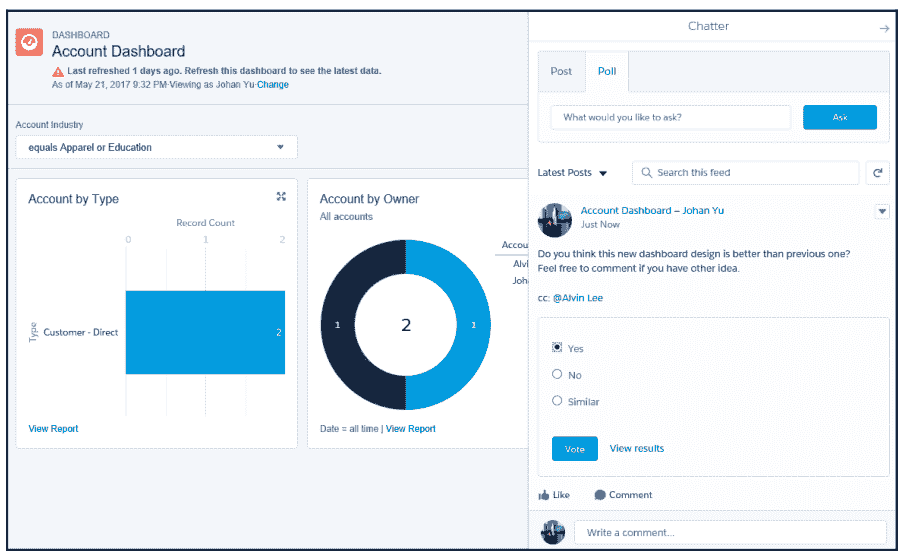 DASHBOARD
Account Dashboard
Last refreshed 1 days ago. Refresh this dashboard to see the latest data.
As of May 21, 2017 9:32 PM-Viewing as Johan Yu-Change
Account Industry
equals Apparel or Education
Account by Type
Record Count
0 1 2
Type
Customer - Direct
2
View Report
Account by Owner
All accounts
Accou
Alvi
Joh
1
2
1
Date = all time | View Report
Chatter
Post Poll
What would you like to ask?
Ask
Latest Posts
Search this feed
Account Dashboard – Johan Yu
Just Now
Do you think this new dashboard design is better than previous one?
Feel free to comment if you have other idea.
cc: @Alvin Lee
Yes
No
Similar
Vote View results
Like Comment
Write a comment...